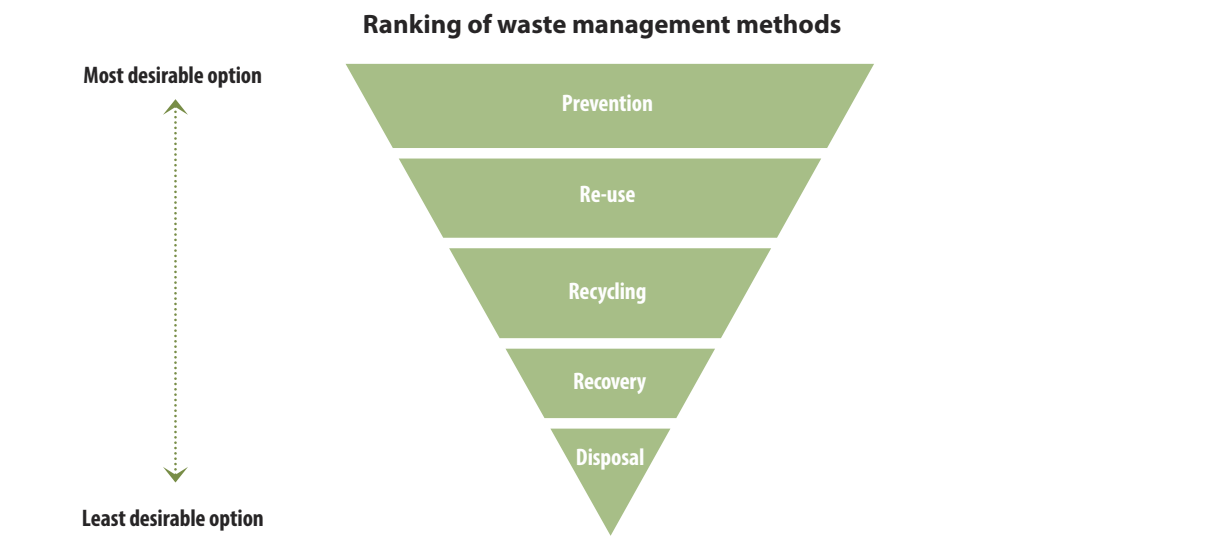 Ranking of waste management methods
Most desirable option
Prevention
Re-use
Recycling
Recovery
Disposal
Least desirable option